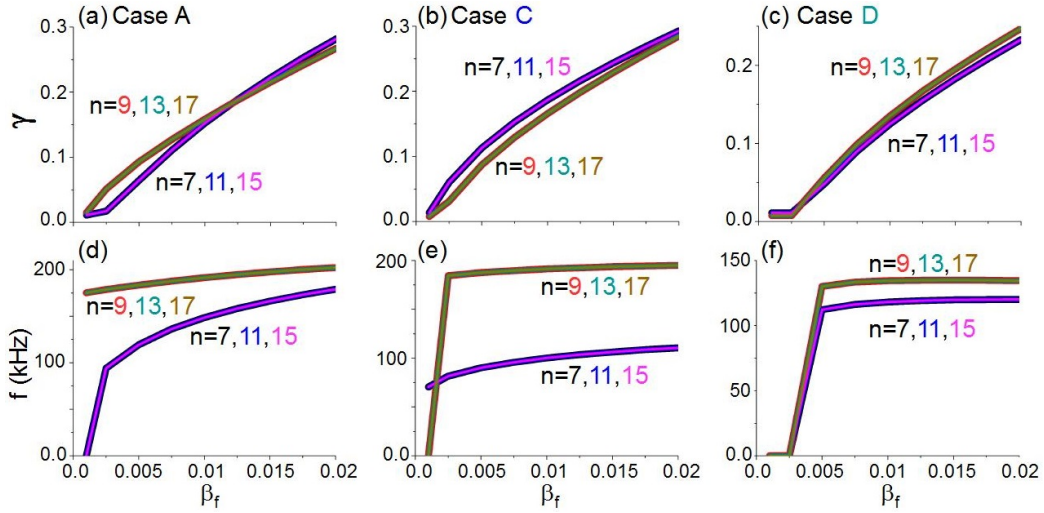 (a) Case A
(b) Case C
(c) Case D
0.3
0.2
0.1
0.0
γ
n=9,13,17
n=7,11,15
0.3
0.2
0.1
0.0
n=7,11,15
n=9,13,17
0.2
0.1
0.0
n=9,13,17
n=7,11,15
(d)
200
100
0.0
f (kHz)
n=9,13,17
n=7,11,15
0.0
0.005
0.01
0.015
0.02
βf
(e)
200
100
0.0
n=9,13,17
n=7,11,15
0.0
0.005
0.01
0.015
0.02
βf
(f)
150
100
50
0.0
n=9,13,17
n=7,11,15
0.0
0.005
0.01
0.015
0.02
βf